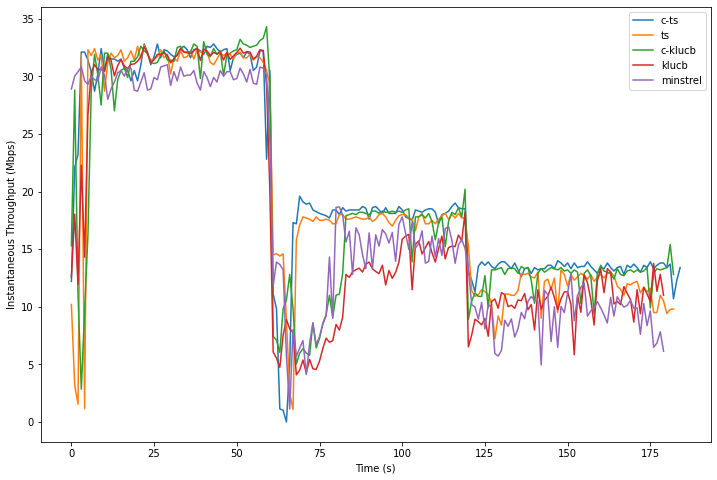 35
30
25
20
15
10
5
0
Instantaneous Throughput (Mbps)
c-ts
ts
c-klucb
klucb
minstrel
0 25 50 75 100 125 150 175
Time (s)